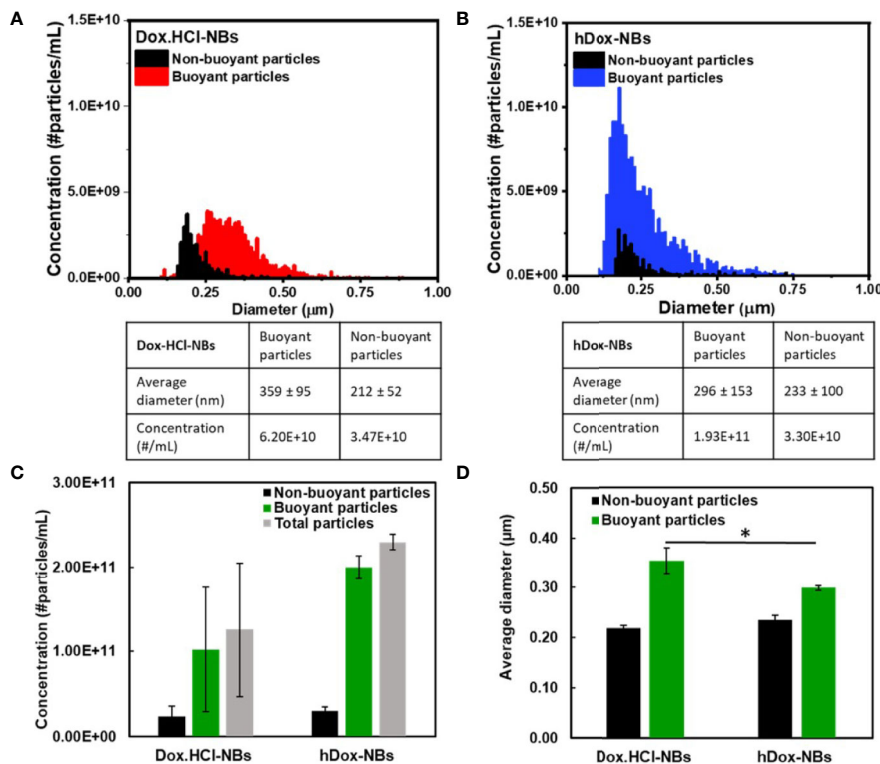 A
1.5×10¹⁰
1.0×10¹⁰
5.0×10⁹
0.0×10⁰
Concentration (#particles/mL)
Dox.HCl-NBs
Non-buoyant particles
Buoyant particles
0.00
0.25
0.50
0.75
1.00
Diameter (µm)
Dox-HCl-NBs Buoyant particles Non-buoyant particles
Average diameter (nm) 359 ± 95 212 ± 52
Concentration (#/mL) 6.20E+10 3.47E+10
B
1.5E+10
1.0E+10
5.0E+09
0.0E+00
Concentration (#particles/mL)
hDox-NBs
Non-buoyant particles
Buoyant particles
0.00
0.25
0.50
0.75
1.00
Diameter (µm)
hDox-NBs Buoyant particles Non-buoyant particles
Average diameter (nm) 296 ± 153 233 ± 100
Concentration (#/mL) 1.93E+11 3.30E+10
C
3.00E+11
2.00E+11
1.00E+11
0.00E+00
Concentration (#particles/mL)
Non-buoyant particles
Buoyant particles
Total particles
Dox.HCl-NBs
hDox-NBs
D
0.50
0.40
0.30
0.20
0.10
0.00
Average diameter (µm)
Non-buoyant particles
Buoyant particles
*
Dox.HCl-NBs
hDox-NBs